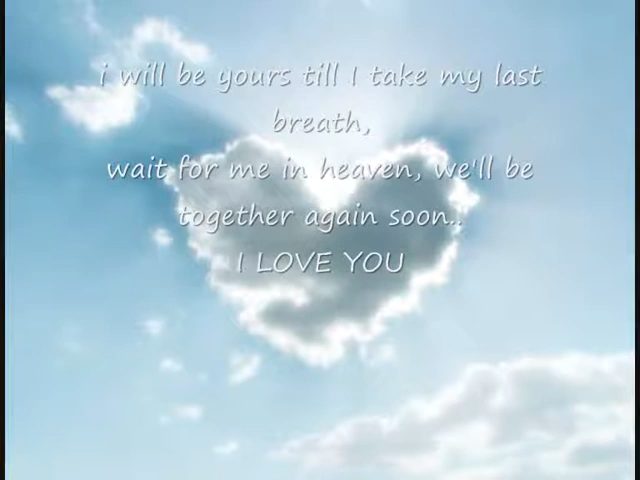 i will be yours till I take my last
breath,
wait for me in heaven, we'll be
together again soon..
I LOVE YOU